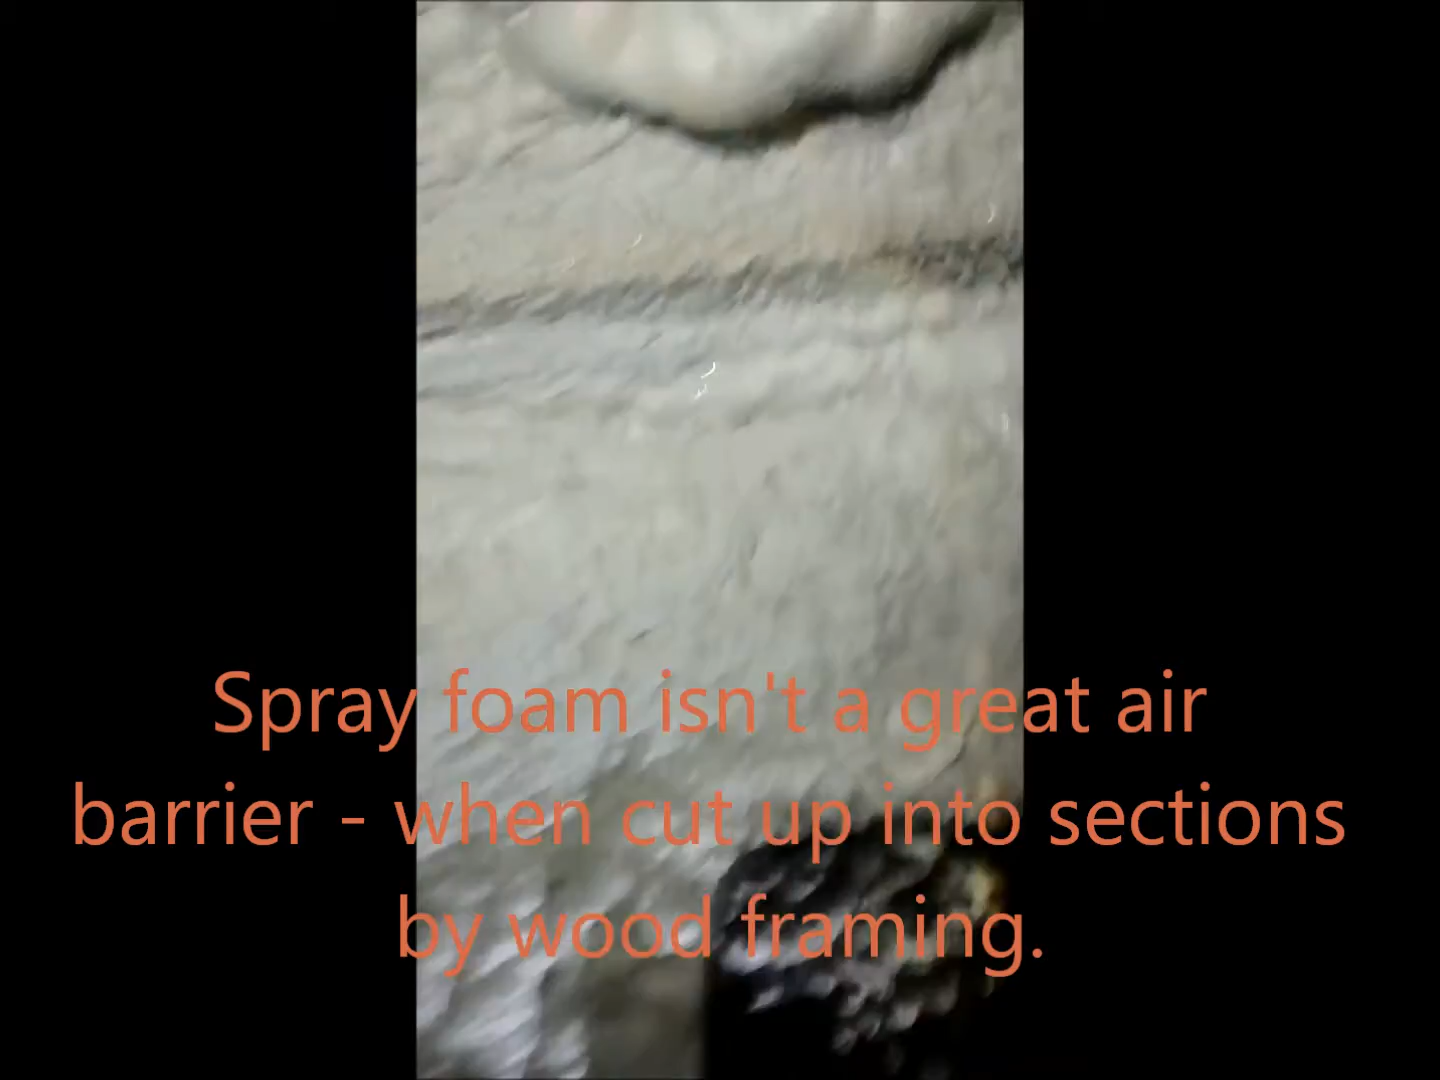 Spray foam isn't a great air
barrier - when cut up into sections
by wood framing.